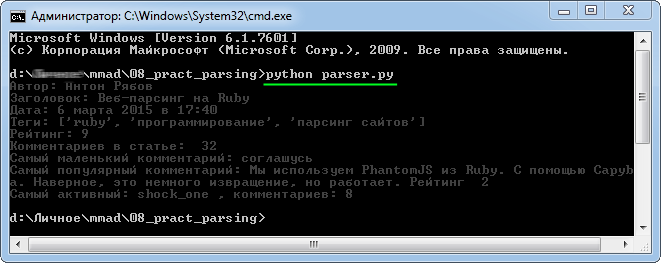 Администратор: C:\Windows\System32\cmd.exe
Microsoft Windows [Version 6.1.7601]
(c) Корпорация Майкрософт (Microsoft Corp.), 2009. Все права защищены.
d:\ \mmad\08_pract_parsing>python parser.py
Автор: Антон Рябов
Заголовок: Веб-парсинг на Ruby
Дата: 6 марта 2015 в 17:40
Теги: ['ruby', 'программирование', 'парсинг сайтов']
Рейтинг: 9
Комментариев в статье:  32
Самый маленький комментарий: соглашусь
Самый популярный комментарий: Мы используем PhantomJS из Ruby. С помощью Capyb
а. Наверное, это немного извращение, но работает. Рейтинг  2
Самый активный: shock_one , комментариев: 8
d:\Личное\mmad\08_pract_parsing>